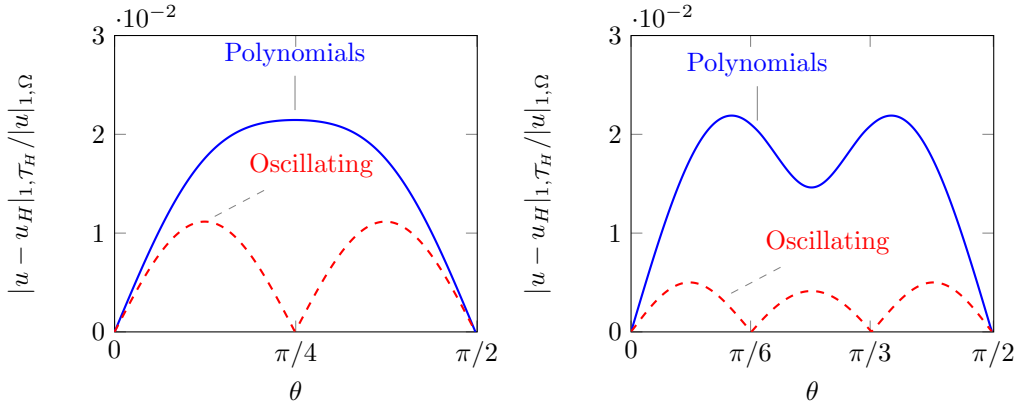 ·10⁻²
3
2
1
0
|u − u_H|_{1,𝒯_H}/|u|_{1,Ω}
Polynomials
Oscillating
0
π/4
π/2
θ
·10⁻²
3
2
1
0
|u − u_H|_{1,𝒯_H}/|u|_{1,Ω}
Polynomials
Oscillating
0
π/6
π/3
π/2
θ